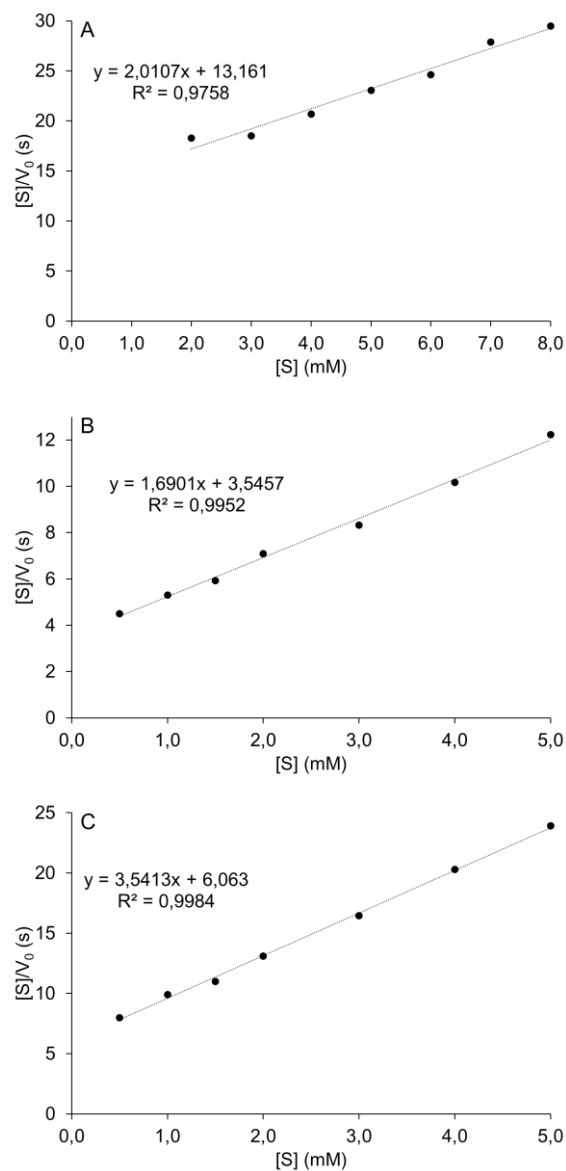 A
y = 2,0107x + 13,161
R² = 0,9758
[S]/V₀ (s)
30
25
20
15
10
5
0
0,0 1,0 2,0 3,0 4,0 5,0 6,0 7,0 8,0
[S] (mM)
B
y = 1,6901x + 3,5457
R² = 0,9952
[S]/V₀ (s)
12
10
8
6
4
2
0
0,0 1,0 2,0 3,0 4,0 5,0
[S] (mM)
C
y = 3,5413x + 6,063
R² = 0,9984
[S]/V₀ (s)
25
20
15
10
5
0
0,0 1,0 2,0 3,0 4,0 5,0
[S] (mM)